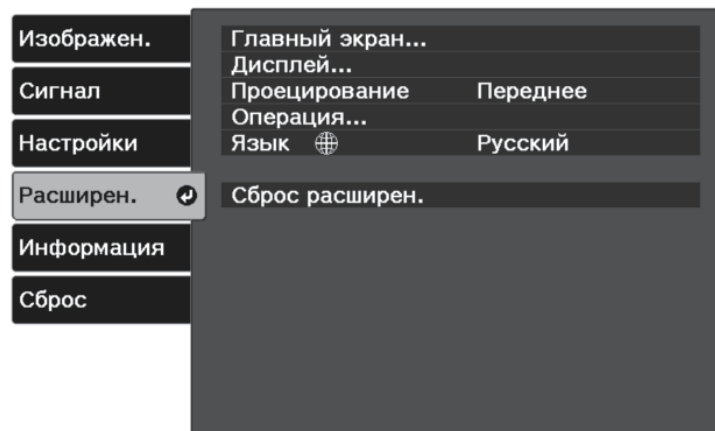 Изображен.
Сигнал
Настройки
Расширен.
Информация
Сброс
Главный экран...
Дисплей...
Проецирование Переднее
Операция...
Язык Русский
Сброс расширен.